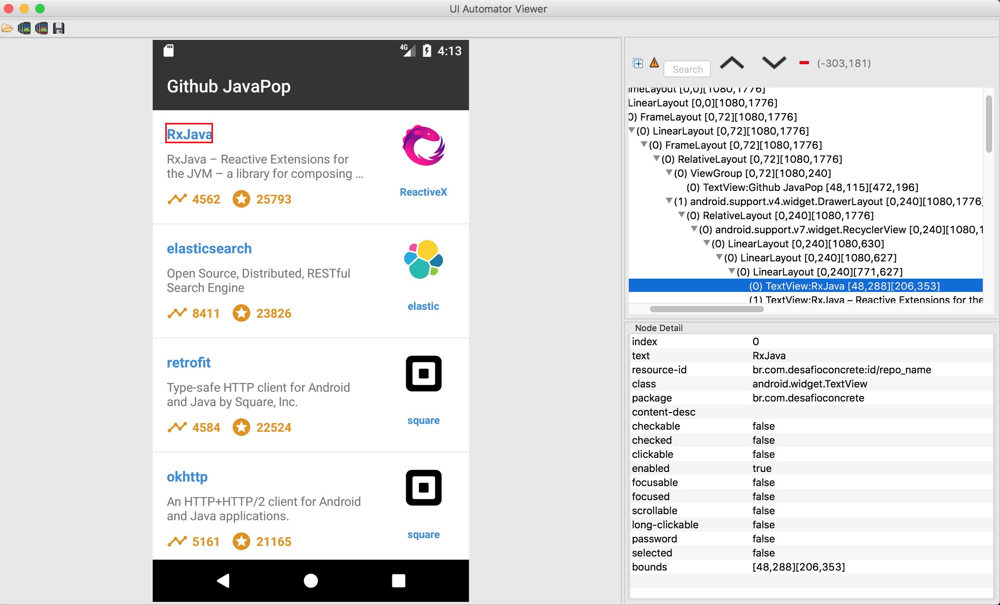 UI Automator Viewer
4G 4:13
Github JavaPop
RxJava
RxJava – Reactive Extensions for
the JVM – a library for composing ...
4562 25793
ReactiveX
elasticsearch
Open Source, Distributed, RESTful
Search Engine
8411 23826
elastic
retrofit
Type-safe HTTP client for Android
and Java by Square, Inc.
4584 22524
square
okhttp
An HTTP+HTTP/2 client for Android
and Java applications.
5161 21165
square
Search (-303,181)
meLayout [0,0][1080,1776]
LinearLayout [0,0][1080,1776]
0) FrameLayout [0,72][1080,1776]
(0) LinearLayout [0,72][1080,1776]
(0) FrameLayout [0,72][1080,1776]
(0) RelativeLayout [0,72][1080,1776]
(0) ViewGroup [0,72][1080,240]
(0) TextView:Github JavaPop [48,115][472,196]
(1) android.support.v4.widget.DrawerLayout [0,240][1080,1776]
(0) RelativeLayout [0,240][1080,1776]
(0) android.support.v7.widget.RecyclerView [0,240][1080,1
(0) LinearLayout [0,240][1080,630]
(0) LinearLayout [0,240][1080,627]
(0) LinearLayout [0,240][771,627]
(0) TextView:RxJava [48,288][206,353]
(1) TextView:RxJava – Reactive Extensions for the
Node Detail
index 0
text RxJava
resource-id br.com.desafioconcrete:id/repo_name
class android.widget.TextView
package br.com.desafioconcrete
content-desc
checkable false
checked false
clickable false
enabled true
focusable false
focused false
scrollable false
long-clickable false
password false
selected false
bounds [48,288][206,353]